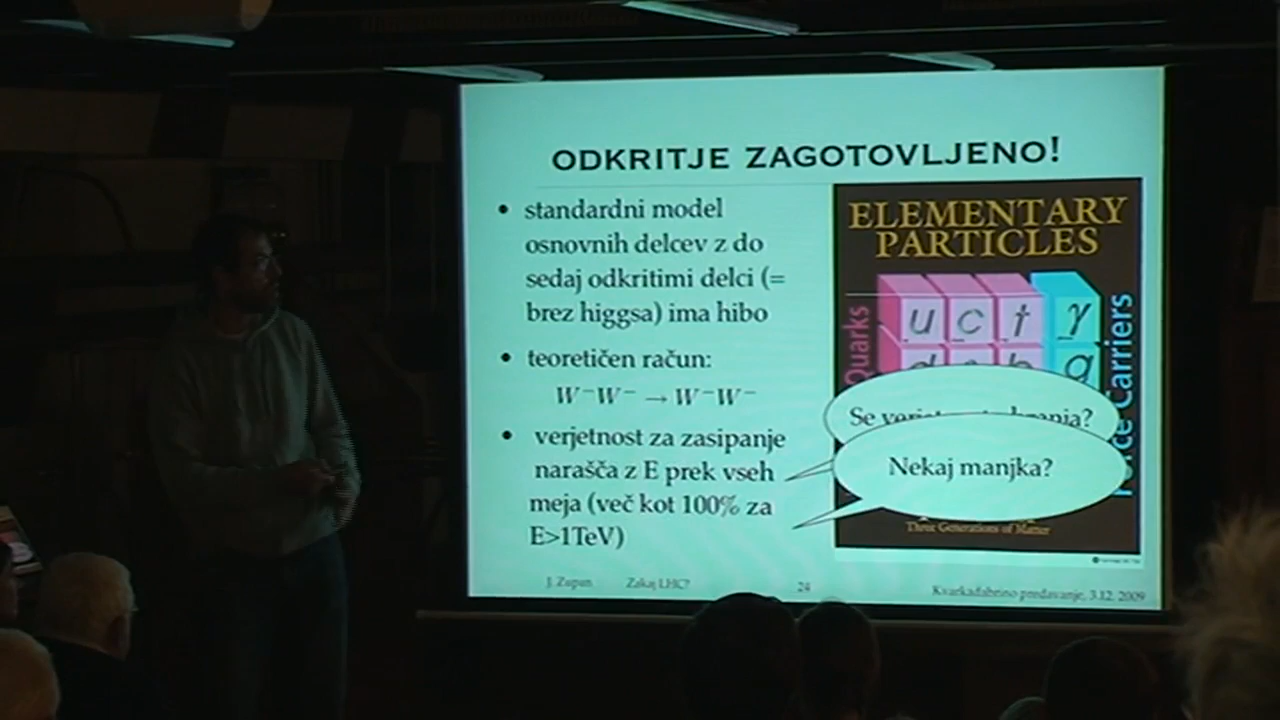 ODKRITJE ZAGOTOVLJENO!
• standardni model
osnovnih delcev z do
sedaj odkritimi delci (=
brez higgsa) ima hibo
• teoretičen račun:
W⁻W⁻ → W⁻W⁻
• verjetnost za zasipanje
narašča z E prek vseh
meja (več kot 100% za
E>1TeV)
ELEMENTARY
PARTICLES
Quarks
u c t γ
g
Carriers
Se
Nekaj manjka?
Three Generations of Matter
J. Zupan
Zakaj LHC?
24
Kvarkadabrino predavanje, 3.12. 2009